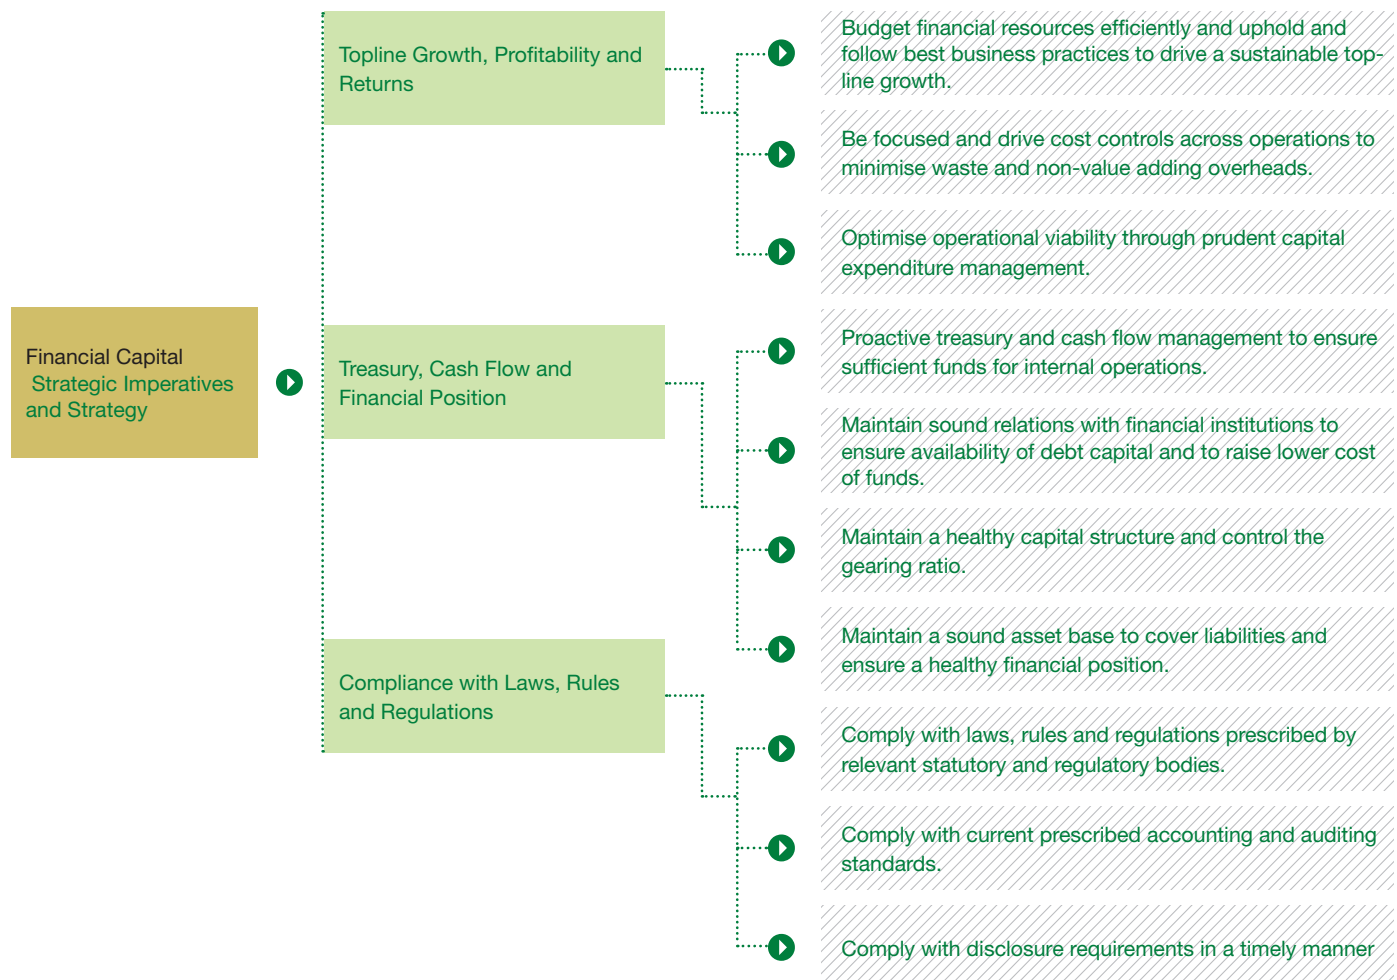 Financial Capital
Strategic Imperatives
and Strategy
Topline Growth, Profitability and
Returns
Budget financial resources efficiently and uphold and
follow best business practices to drive a sustainable top-
line growth.
Be focused and drive cost controls across operations to
minimise waste and non-value adding overheads.
Optimise operational viability through prudent capital
expenditure management.
Treasury, Cash Flow and
Financial Position
Proactive treasury and cash flow management to ensure
sufficient funds for internal operations.
Maintain sound relations with financial institutions to
ensure availability of debt capital and to raise lower cost
of funds.
Maintain a healthy capital structure and control the
gearing ratio.
Maintain a sound asset base to cover liabilities and
ensure a healthy financial position.
Compliance with Laws, Rules
and Regulations
Comply with laws, rules and regulations prescribed by
relevant statutory and regulatory bodies.
Comply with current prescribed accounting and auditing
standards.
Comply with disclosure requirements in a timely manner